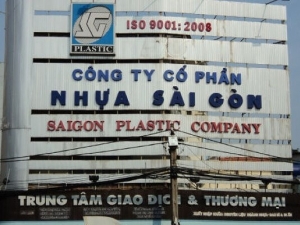 SG
PLASTIC
ISO 9001:2008
CÔNG TY CỔ PHẦN
NHỰA SÀI GÒN
SAIGON PLASTIC COMPANY
TRUNG TÂM GIAO DỊCH & THƯƠNG MẠI